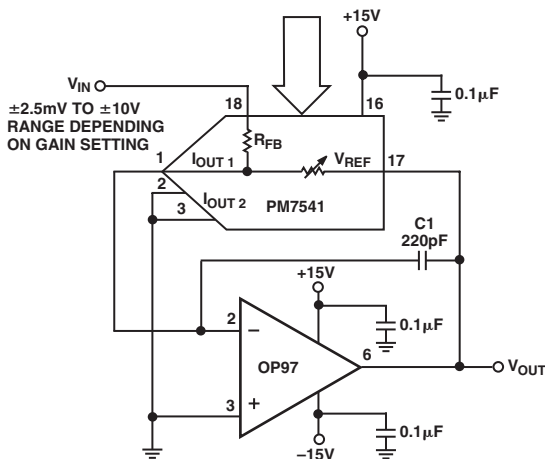 +15V
V_IN
0.1µF
±2.5mV TO ±10V
RANGE DEPENDING
ON GAIN SETTING
18
16
R_FB
1
I_OUT 1
V_REF
17
2
I_OUT 2
3
PM7541
C1
220pF
+15V
0.1µF
2
–
OP97
6
V_OUT
3
+
0.1µF
–15V